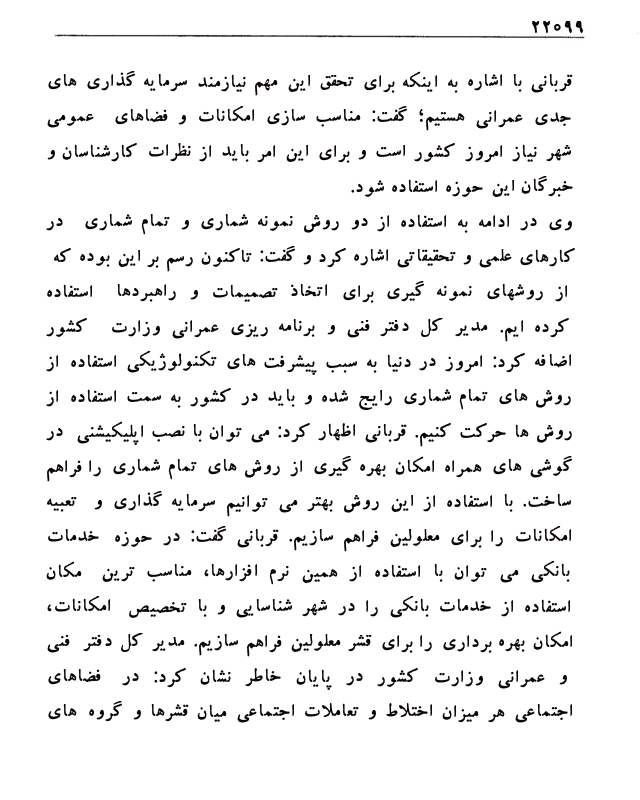 ۲۲۰۹۹
قربانی با اشاره به اینکه برای تحقق این مهم نیازمند سرمایه گذاری های
جدی عمرانی هستیم؛ گفت: مناسب سازی امکانات و فضاهای عمومی
شهر نیاز امروز کشور است و برای این امر باید از نظرات کارشناسان و
خبرگان این حوزه استفاده شود.
وی در ادامه به استفاده از دو روش نمونه شماری و تمام شماری در
کارهای علمی و تحقیقاتی اشاره کرد و گفت: تاکنون رسم بر این بوده که
از روشهای نمونه گیری برای اتخاذ تصمیمات و راهبردها استفاده
کرده ایم. مدیر کل دفتر فنی و برنامه ریزی عمرانی وزارت کشور
اضافه کرد: امروز در دنیا به سبب پیشرفت های تکنولوژیکی استفاده از
روش های تمام شماری رایج شده و باید در کشور به سمت استفاده از
روش ها حرکت کنیم. قربانی اظهار کرد: می توان با نصب اپلیکیشنی در
گوشی های همراه امکان بهره گیری از روش های تمام شماری را فراهم
ساخت. با استفاده از این روش بهتر می توانیم سرمایه گذاری و تعبیه
امکانات را برای معلولین فراهم سازیم. قربانی گفت: در حوزه خدمات
بانکی می توان با استفاده از همین نرم افزارها، مناسب ترین مکان
استفاده از خدمات بانکی را در شهر شناسایی و با تخصیص امکانات،
امکان بهره برداری را برای قشر معلولین فراهم سازیم. مدیر کل دفتر فنی
و عمرانی وزارت کشور در پایان خاطر نشان کرد: در فضاهای
اجتماعی هر میزان اختلاط و تعاملات اجتماعی میان قشرها و گروه های